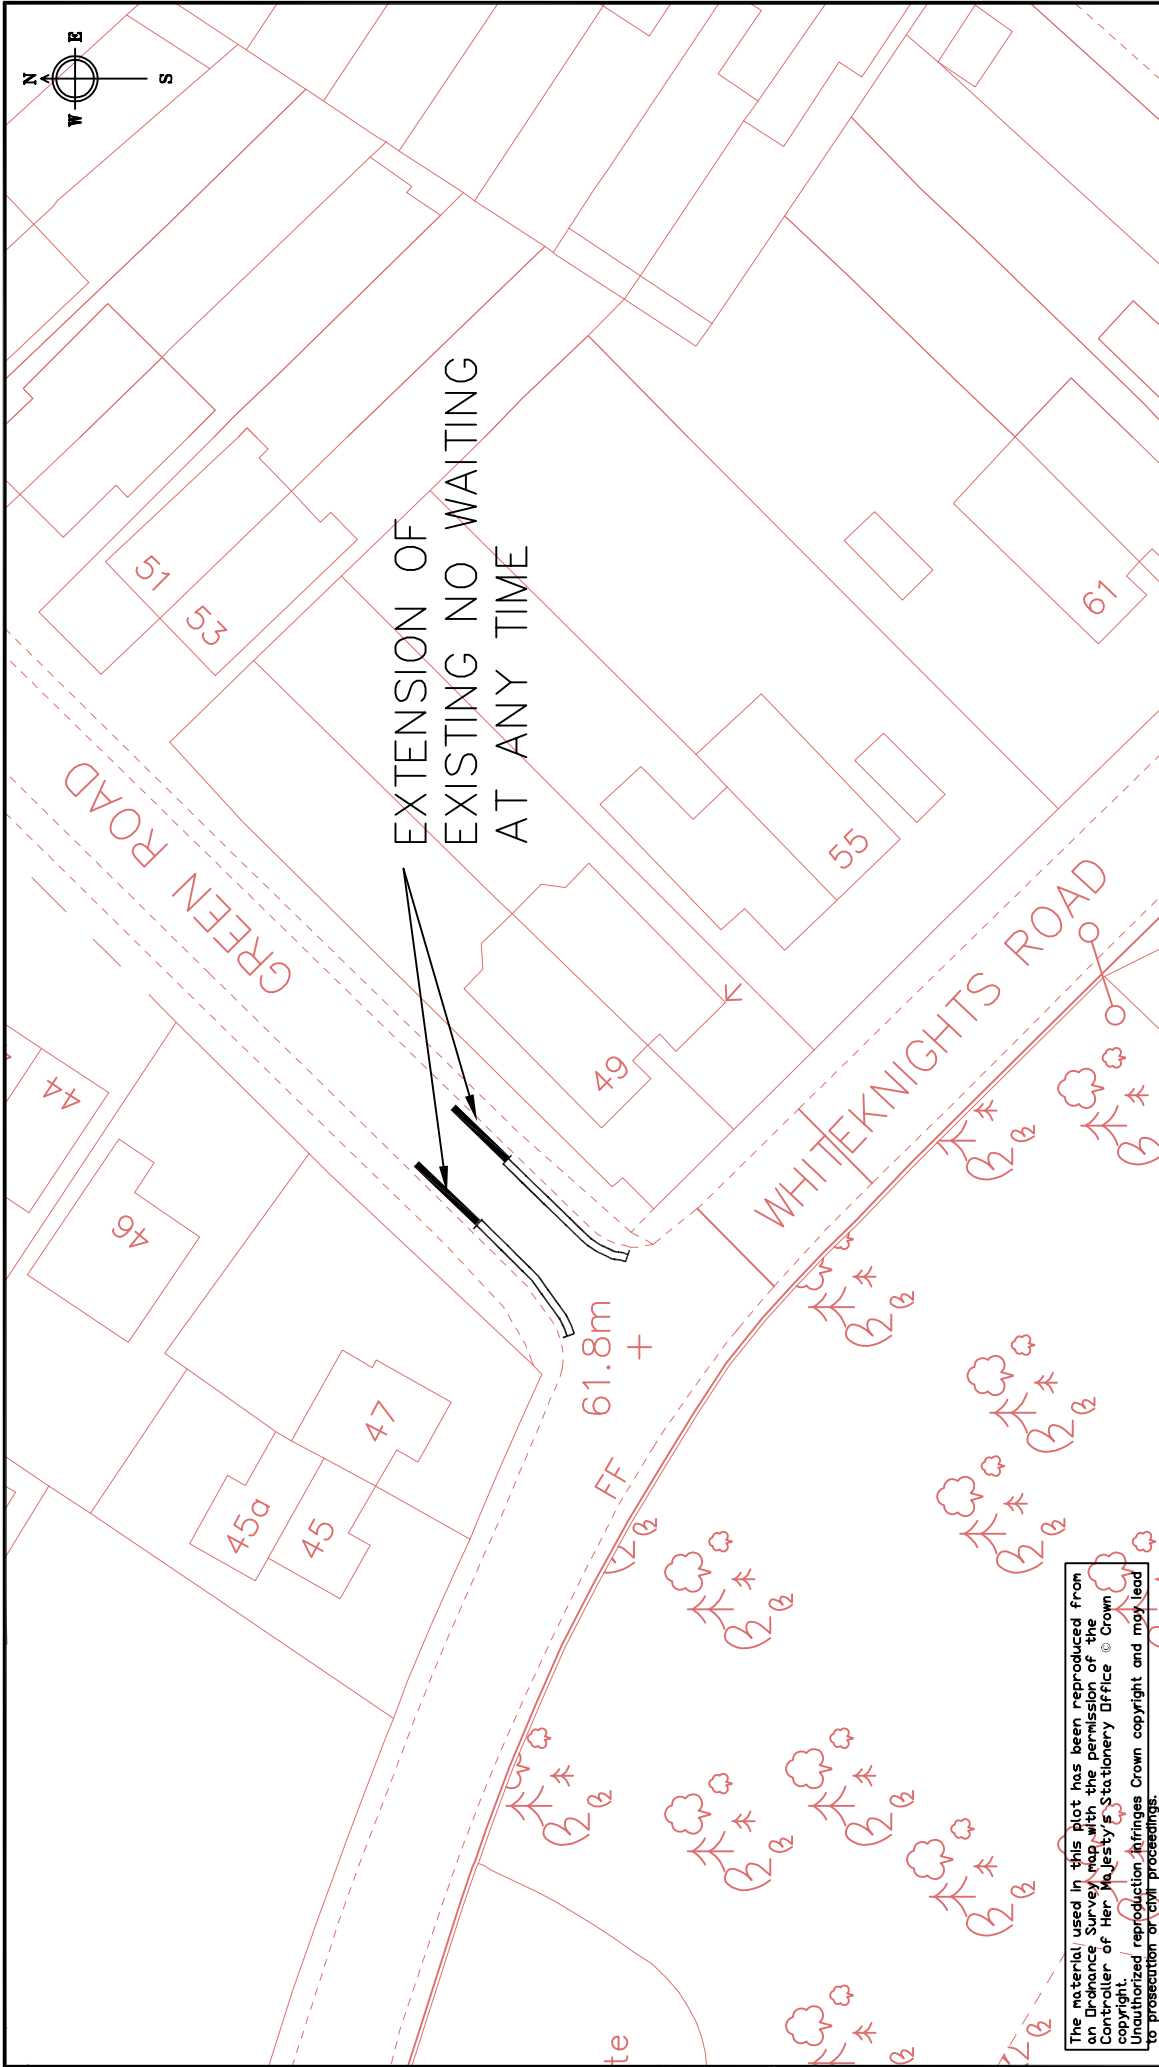 N
W E
S
EXTENSION OF
EXISTING NO WAITING
AT ANY TIME
GREEN ROAD
51
53
44
46
49
55
61
47
45a
45
WHITEKNIGHTS ROAD
61.8m
FF
te
The material used in this plot has been reproduced from
an Ordnance Survey map with the permission of the
Controller of Her Majesty's Stationery Office © Crown
copyright.
Unauthorized reproduction infringes Crown copyright and may lead
to prosecution or civil proceedings.